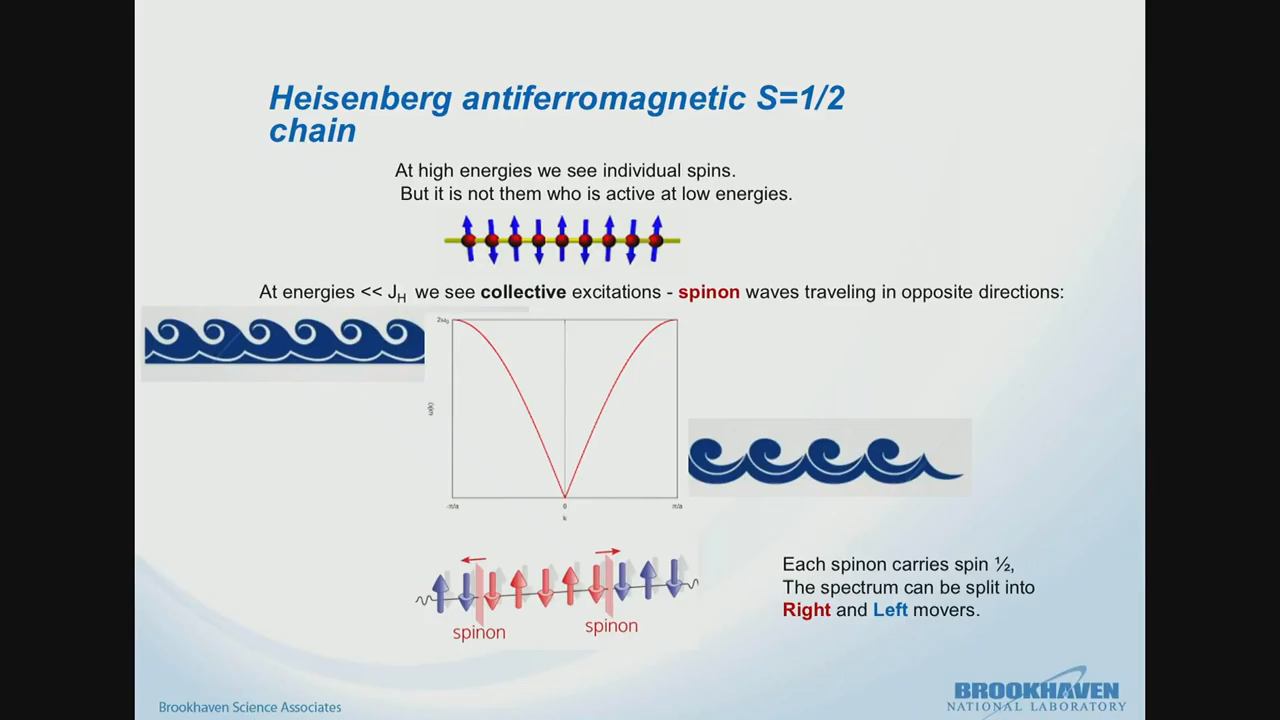 Heisenberg antiferromagnetic S=1/2
chain
At high energies we see individual spins.
But it is not them who is active at low energies.
At energies << J_H we see collective excitations - spinon waves traveling in opposite directions:
2ω₀
ω(k)
-π/a
0
π/a
k
spinon
spinon
Each spinon carries spin ½,
The spectrum can be split into
Right and Left movers.
Brookhaven Science Associates
BROOKHAVEN
NATIONAL LABORATORY